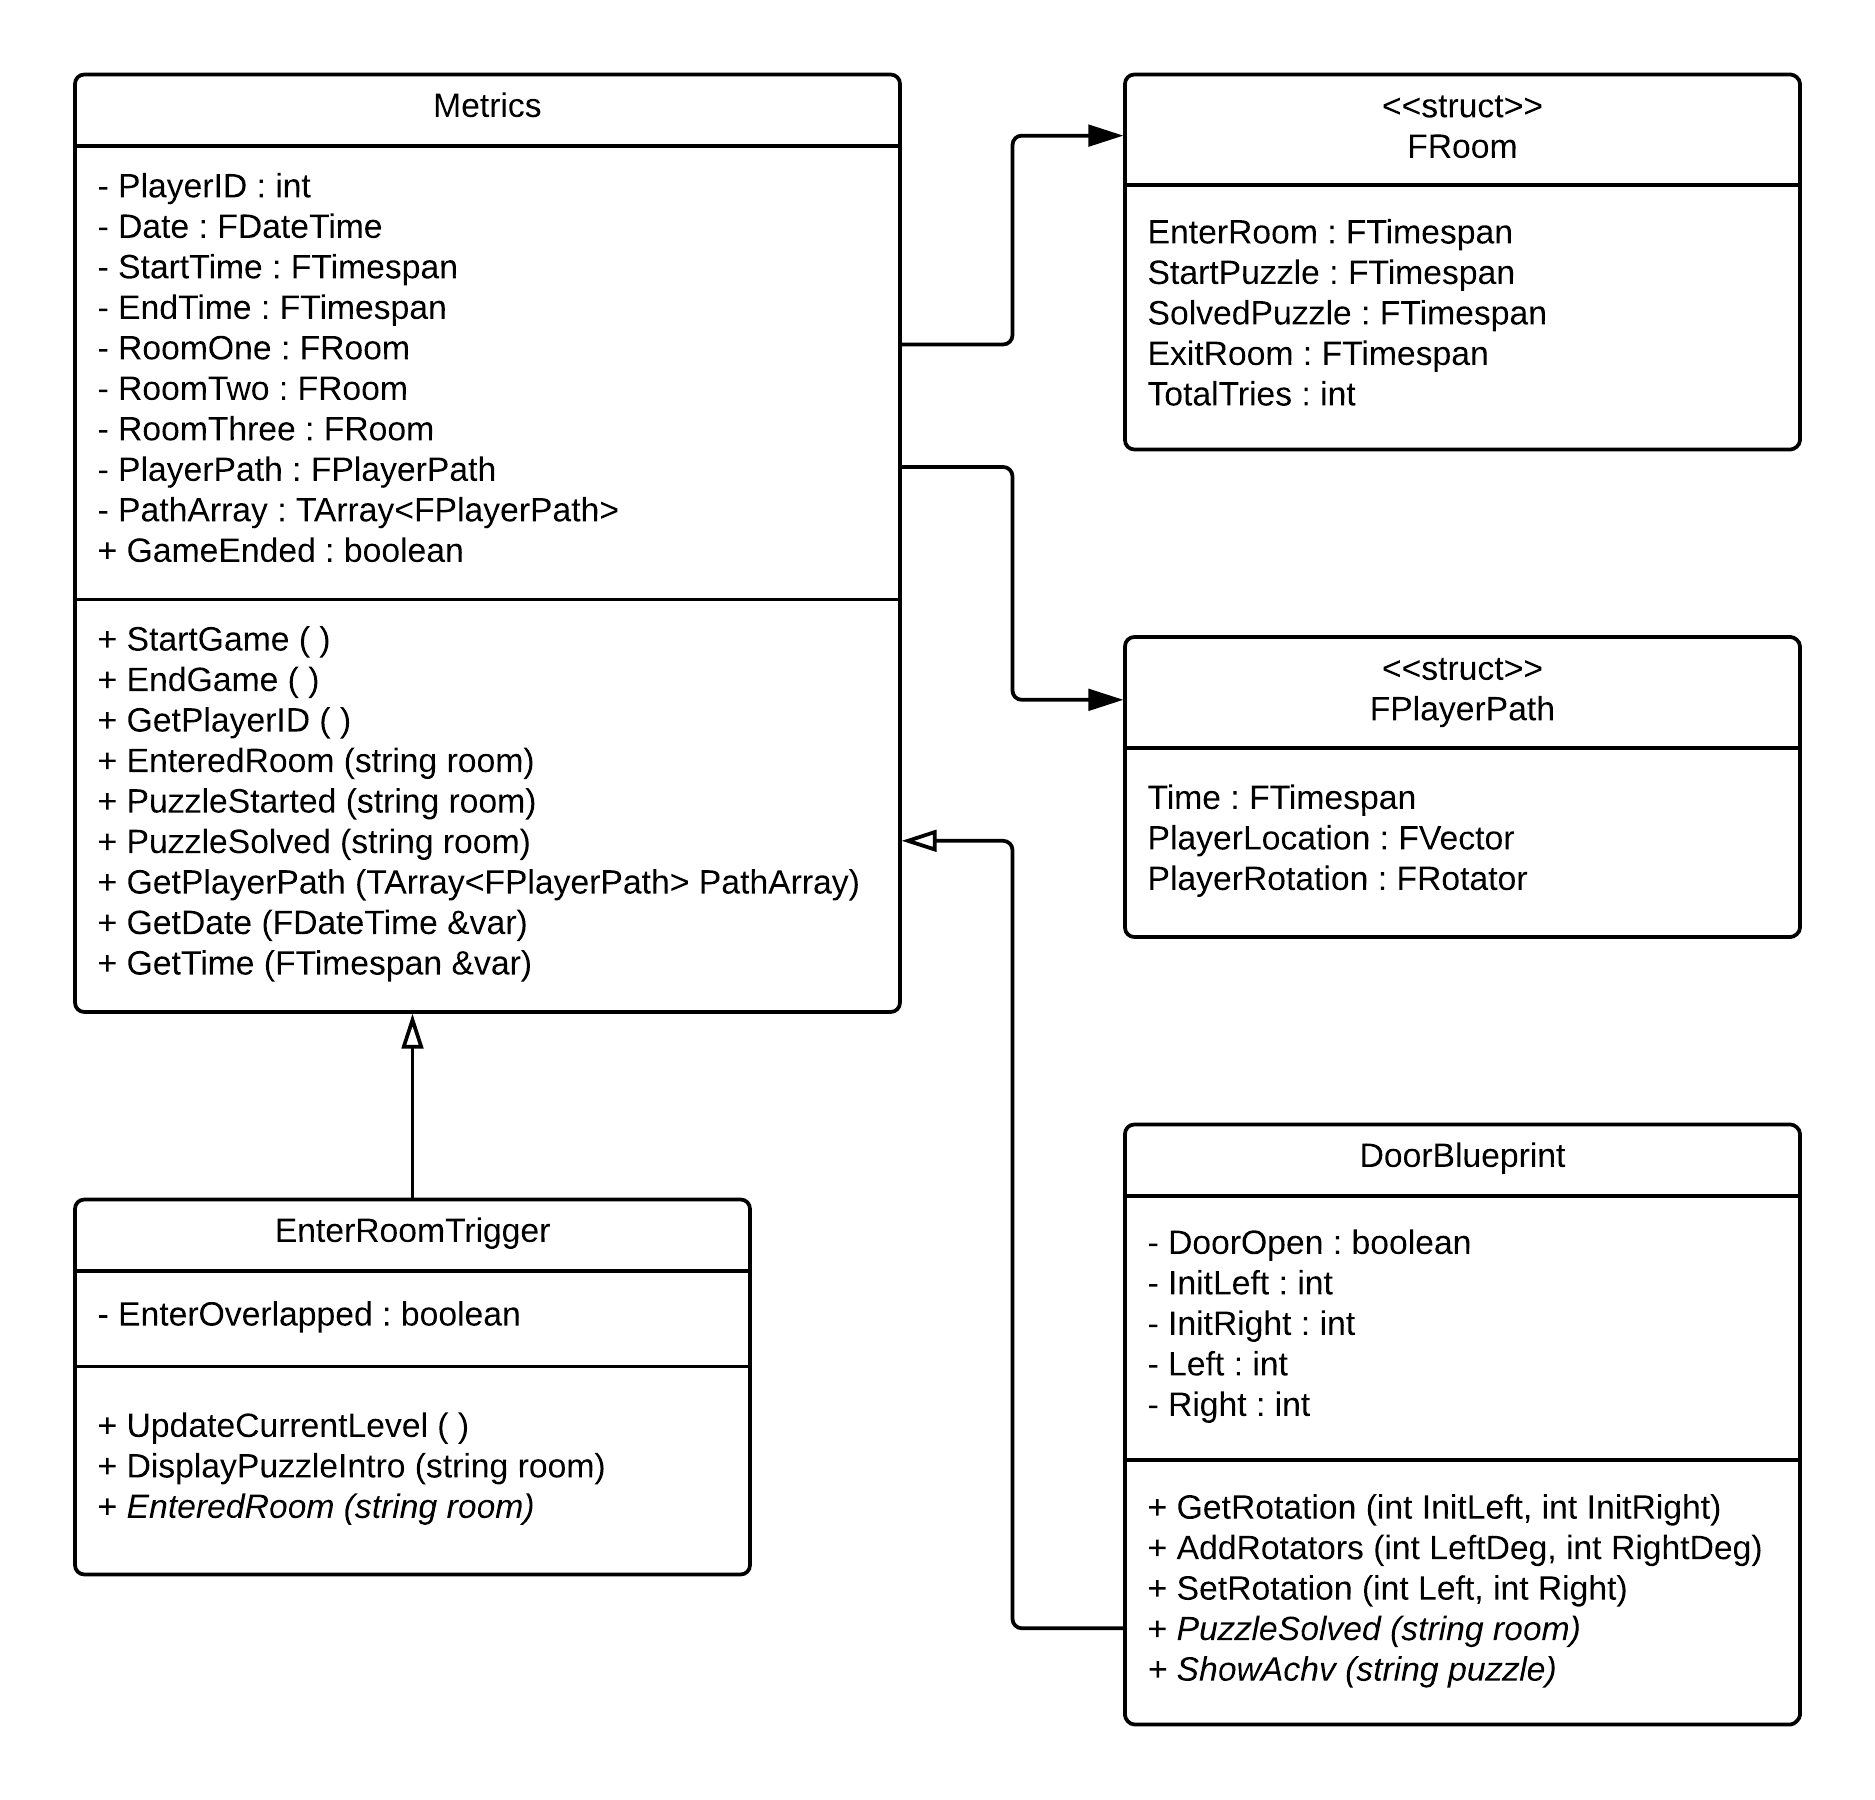 Metrics
- PlayerID : int
- Date : FDateTime
- StartTime : FTimespan
- EndTime : FTimespan
- RoomOne : FRoom
- RoomTwo : FRoom
- RoomThree : FRoom
- PlayerPath : FPlayerPath
- PathArray : TArray<FPlayerPath>
+ GameEnded : boolean
+ StartGame ( )
+ EndGame ( )
+ GetPlayerID ( )
+ EnteredRoom (string room)
+ PuzzleStarted (string room)
+ PuzzleSolved (string room)
+ GetPlayerPath (TArray<FPlayerPath> PathArray)
+ GetDate (FDateTime &var)
+ GetTime (FTimespan &var)
<<struct>>
FRoom
EnterRoom : FTimespan
StartPuzzle : FTimespan
SolvedPuzzle : FTimespan
ExitRoom : FTimespan
TotalTries : int
<<struct>>
FPlayerPath
Time : FTimespan
PlayerLocation : FVector
PlayerRotation : FRotator
EnterRoomTrigger
- EnterOverlapped : boolean
+ UpdateCurrentLevel ( )
+ DisplayPuzzleIntro (string room)
+ EnteredRoom (string room)
DoorBlueprint
- DoorOpen : boolean
- InitLeft : int
- InitRight : int
- Left : int
- Right : int
+ GetRotation (int InitLeft, int InitRight)
+ AddRotators (int LeftDeg, int RightDeg)
+ SetRotation (int Left, int Right)
+ PuzzleSolved (string room)
+ ShowAchv (string puzzle)